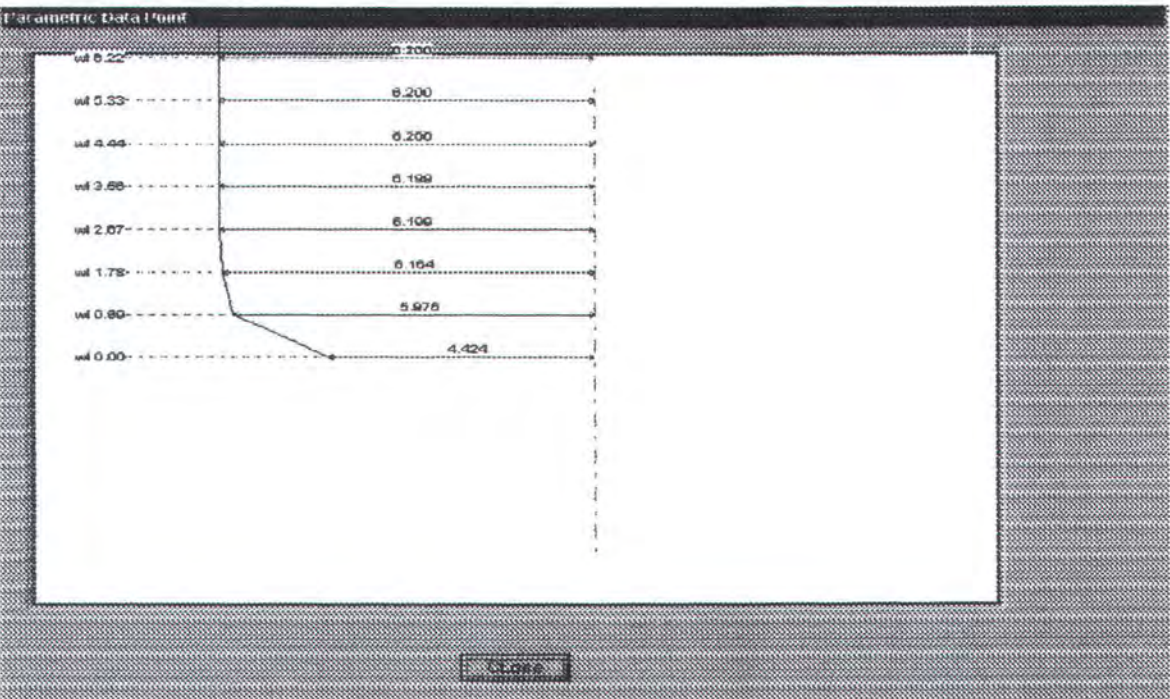 Parametric Data Point
wl 6.22 6.200
wl 5.33 6.200
wl 4.44 6.200
wl 3.56 6.199
wl 2.67 6.199
wl 1.78 6.164
wl 0.89 5.976
wl 0.00 4.424
CLose